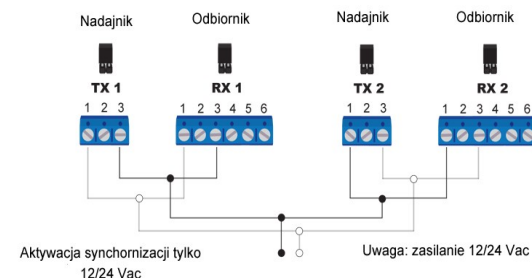 Nadajnik Odbiornik Nadajnik Odbiornik
TX 1 RX 1 TX 2 RX 2
1 2 3 1 2 3 4 5 6 1 2 3 1 2 3 4 5 6
Aktywacja synchornizacji tylko
12/24 Vac
Uwaga: zasilanie 12/24 Vac